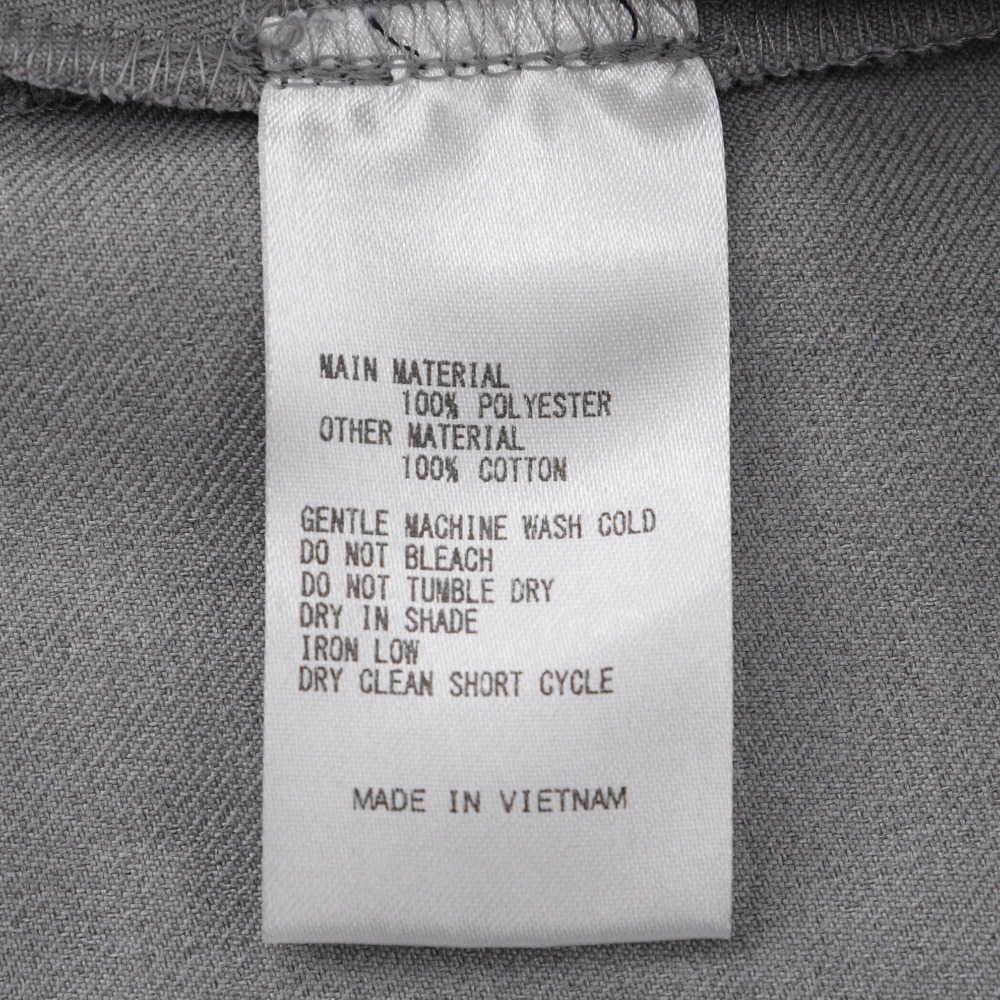 MAIN MATERIAL
100% POLYESTER
OTHER MATERIAL
100% COTTON
GENTLE MACHINE WASH COLD
DO NOT BLEACH
DO NOT TUMBLE DRY
DRY IN SHADE
IRON LOW
DRY CLEAN SHORT CYCLE
MADE IN VIETNAM